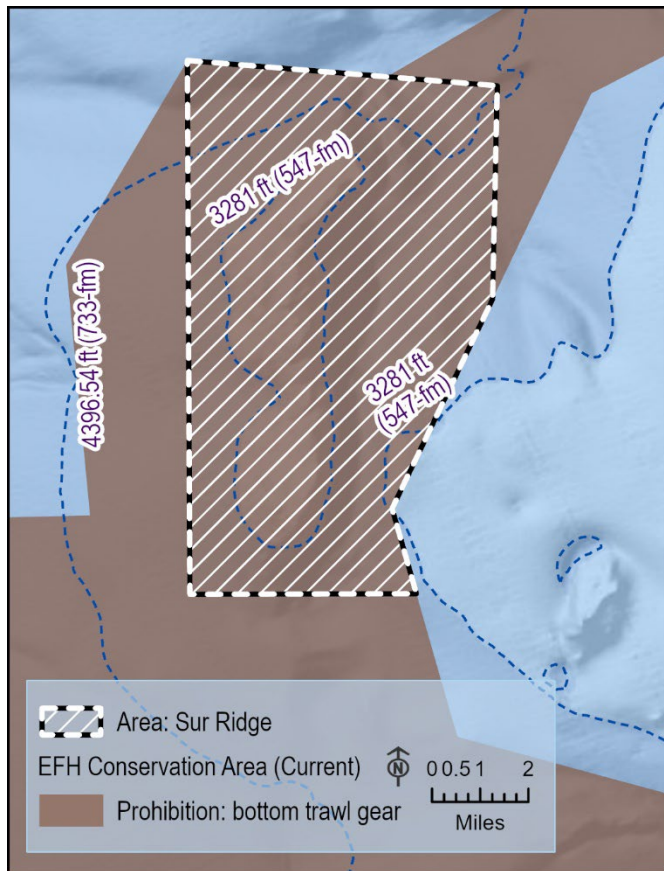 3281 ft (547-fm)
4396.54 ft (733-fm)
3281 ft
(547-fm)
Area: Sur Ridge
EFH Conservation Area (Current)
N
0 0.5 1 2
Miles
Prohibition: bottom trawl gear